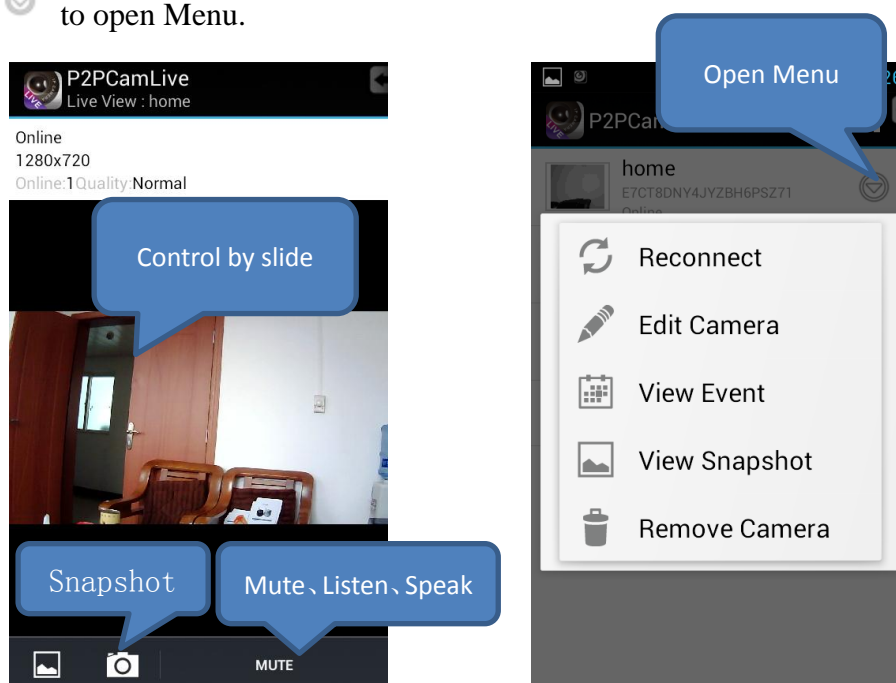 to open Menu.
P2PCamLive
Live View : home
Online
1280x720
Online:1Quality:Normal
Control by slide
Snapshot
Mute、Listen、Speak
MUTE
Open Menu
home
E7CT8DNY4JYZBH6PSZ71
Online
Reconnect
Edit Camera
View Event
View Snapshot
Remove Camera